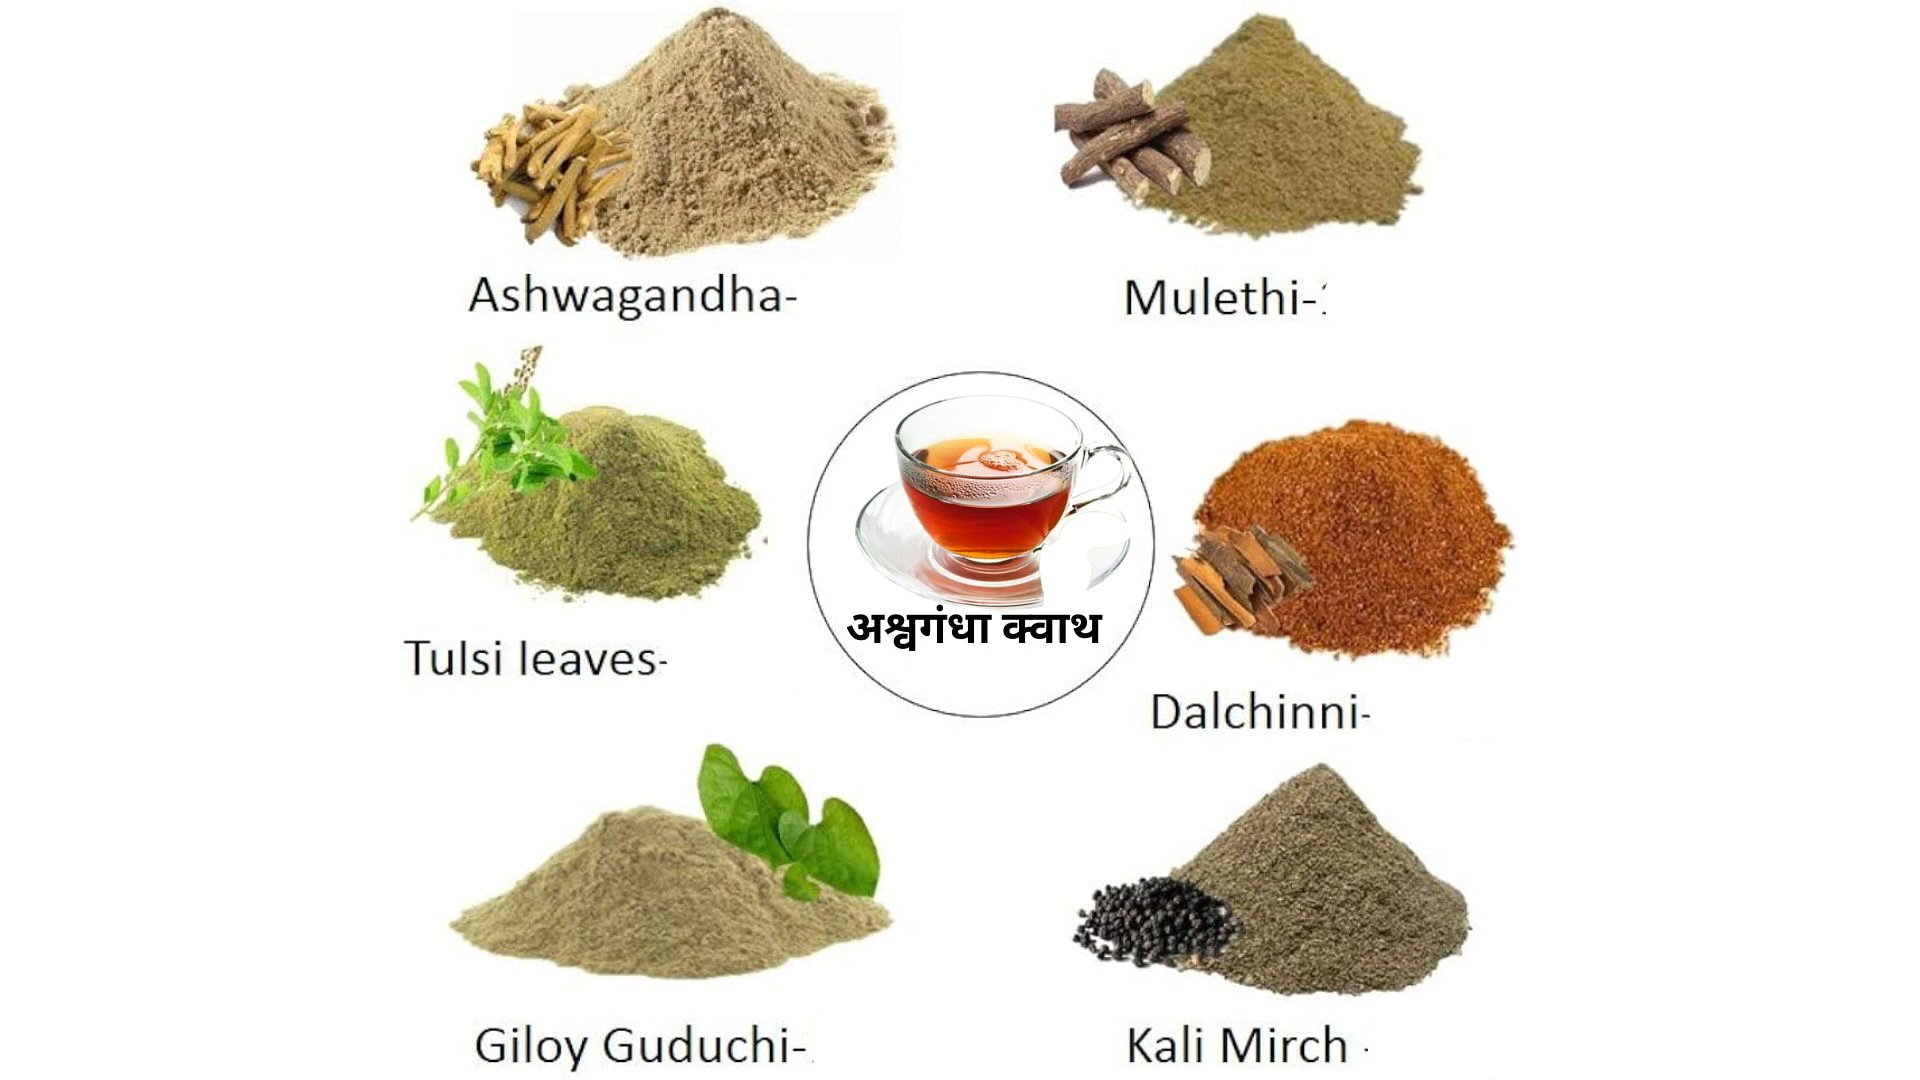 Ashwagandha-
Mulethi-
Tulsi leaves-
अश्वगंधा क्वाथ
Dalchinni-
Giloy Guduchi-
Kali Mirch -